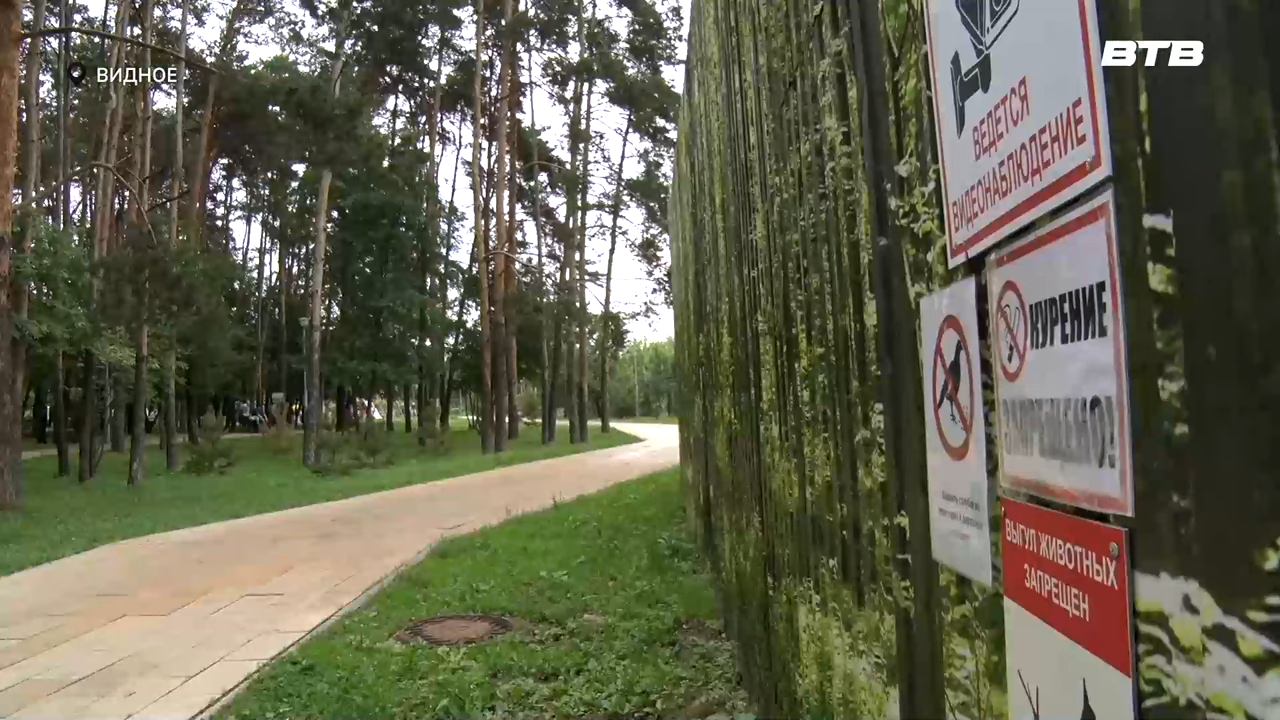 ВИДНОЕ
ВТВ
ВЕДЕТСЯ
ВИДЕОНАБЛЮДЕНИЕ
КУРЕНИЕ
ВЫГУЛ ЖИВОТНЫХ
ЗАПРЕЩЕН